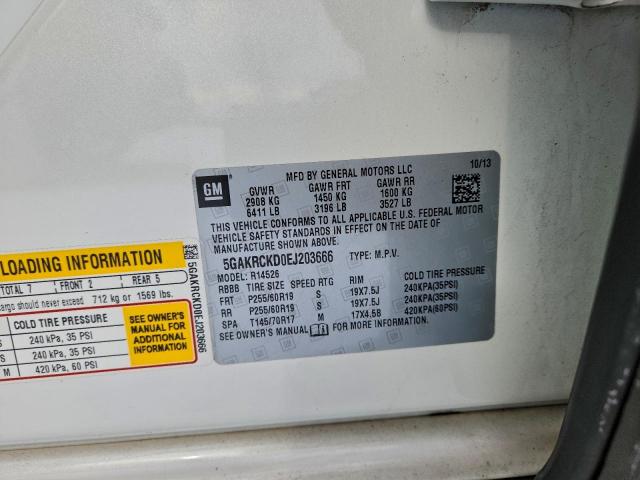 GM
MFD BY GENERAL MOTORS LLC
10/13
GVWR GAWR FRT GAWR RR
2908 KG 1450 KG 1600 KG
6411 LB 3196 LB 3527 LB
THIS VEHICLE CONFORMS TO ALL APPLICABLE U.S. FEDERAL MOTOR
VEHICLE SAFETY STANDARDS IN EFFECT ON THE DATE OF
MANUFACTURE SHOWN ABOVE.
5GAKRCKD0EJ203666 TYPE: M.P.V.
MODEL: R14526
RBBB TIRE SIZE SPEED RTG RIM COLD TIRE PRESSURE
FRT P255/60R19 S 19X7.5J 240KPA(35PSI)
RR P255/60R19 S 19X7.5J 240KPA(35PSI)
SPA T145/70R17 M 17X4.5B 420KPA(60PSI)
SEE OWNER'S MANUAL FOR MORE INFORMATION.
LOADING INFORMATION
TOTAL 7 FRONT 2 REAR 5
cargo should never exceed 712 kg or 1569 lbs.
COLD TIRE PRESSURE
240 kPa, 35 PSI
S 240 kPa, 35 PSI
M 420 kPa, 60 PSI
SEE OWNER'S
MANUAL FOR
ADDITIONAL
INFORMATION
5GAKRCKD0EJ203666